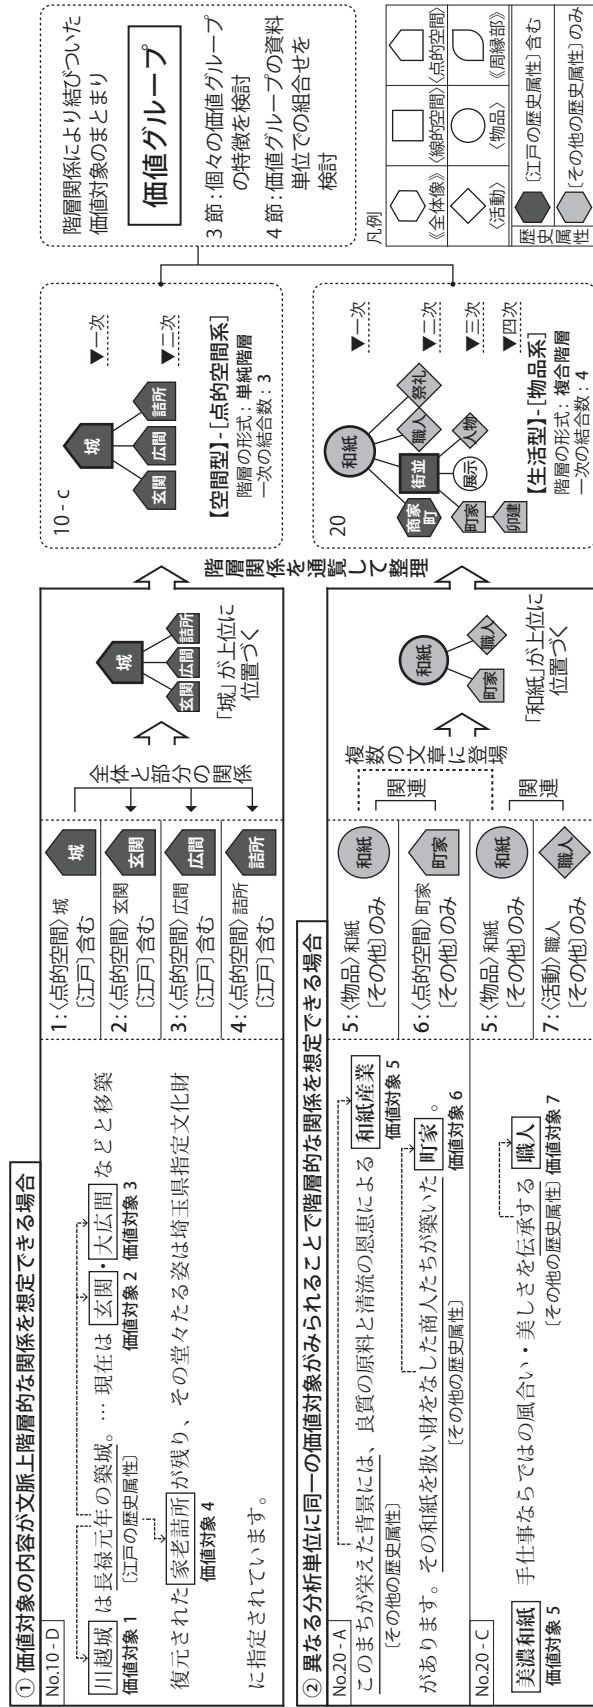 ① 価値対象の内容が文脈上階層的な関係を想定できる場合
No.10 - D
川越城 は長禄元年の築城。… 現在は 玄関 ・ 大広間 などと移築
価値対象 1 [江戸の歴史属性] 価値対象 2 価値対象 3
復元された 家老詰所 が残り、その堂々たる姿は埼玉県指定文化財
価値対象 4
に指定されています。
1:〈点的空間〉城
[江戸] 含む
城
2:〈点的空間〉玄関
[江戸] 含む
玄関
3:〈点的空間〉広間
[江戸] 含む
広間
4:〈点的空間〉詰所
[江戸] 含む
詰所
全体と部分の関係
城
玄関 広間 詰所
「城」が上位に
位置づく
② 異なる分析単位に同一の価値対象がみられることで階層的な関係を想定できる場合
No.20 - A
このまちが栄えた背景には、良質の原料と清流の恩恵による 和紙産業
[その他の歴史属性] 価値対象 5
があります。その和紙を扱い財をなした商人たちが築いた 町家 。
[その他の歴史属性] 価値対象 6
No.20 - C
美濃和紙 手仕事ならではの風合い・美しさを伝承する 職人
価値対象 5 [その他の歴史属性] 価値対象 7
5:〈物品〉和紙
[その他] のみ
和紙
6:〈点的空間〉町家
[その他] のみ
町家
5:〈物品〉和紙
[その他] のみ
和紙
7:〈活動〉職人
[その他] のみ
職人
関連
関連
複数の文章に登場
和紙
町家 職人
「和紙」が上位に
位置づく
階層関係を通覧して整理
10 - C
城
玄関 広間 詰所
▼一次
▼二次
【空間型】- [点的空間系]
階層の形式 : 単純階層
一次の結合数 : 3
20
和紙
商家町 街並 職人 祭礼
町家 展示 人物
卯建
▼一次
▼二次
▼三次
▼四次
【生活型】- [物品系]
階層の形式 : 複合階層
一次の結合数 : 4
階層関係により結びついた
価値対象のまとまり
価値グループ
3 節 : 個々の価値グループ
の特徴を検討
4 節 : 価値グループの資料
単位での組合せを
検討
凡例
《全体像》 〈線的空間〉 〈点的空間〉
〈活動〉 〈物品〉 《周縁部》
歴史属性
[江戸の歴史属性] 含む
[その他の歴史属性] のみ